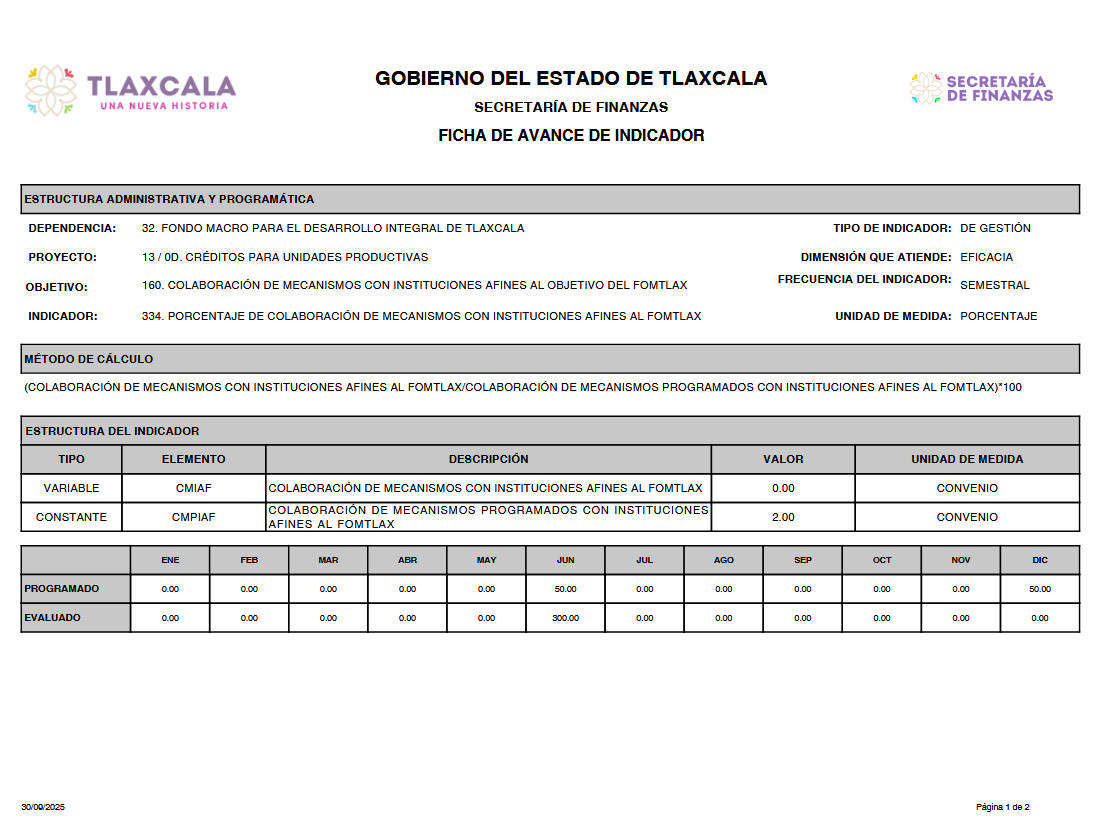 TLAXCALA
UNA NUEVA HISTORIA
GOBIERNO DEL ESTADO DE TLAXCALA
SECRETARÍA DE FINANZAS
FICHA DE AVANCE DE INDICADOR
SECRETARÍA
DE FINANZAS
ESTRUCTURA ADMINISTRATIVA Y PROGRAMÁTICA
DEPENDENCIA: 32. FONDO MACRO PARA EL DESARROLLO INTEGRAL DE TLAXCALA TIPO DE INDICADOR: DE GESTIÓN
PROYECTO: 13 / 0D. CRÉDITOS PARA UNIDADES PRODUCTIVAS DIMENSIÓN QUE ATIENDE: EFICACIA
OBJETIVO: 160. COLABORACIÓN DE MECANISMOS CON INSTITUCIONES AFINES AL OBJETIVO DEL FOMTLAX FRECUENCIA DEL INDICADOR: SEMESTRAL
INDICADOR: 334. PORCENTAJE DE COLABORACIÓN DE MECANISMOS CON INSTITUCIONES AFINES AL FOMTLAX UNIDAD DE MEDIDA: PORCENTAJE
MÉTODO DE CÁLCULO
(COLABORACIÓN DE MECANISMOS CON INSTITUCIONES AFINES AL FOMTLAX/COLABORACIÓN DE MECANISMOS PROGRAMADOS CON INSTITUCIONES AFINES AL FOMTLAX)*100
ESTRUCTURA DEL INDICADOR
TIPO ELEMENTO DESCRIPCIÓN VALOR UNIDAD DE MEDIDA
VARIABLE CMIAF COLABORACIÓN DE MECANISMOS CON INSTITUCIONES AFINES AL FOMTLAX 0.00 CONVENIO
CONSTANTE CMPIAF COLABORACIÓN DE MECANISMOS PROGRAMADOS CON INSTITUCIONES
AFINES AL FOMTLAX 2.00 CONVENIO
ENE FEB MAR ABR MAY JUN JUL AGO SEP OCT NOV DIC
PROGRAMADO 0.00 0.00 0.00 0.00 0.00 50.00 0.00 0.00 0.00 0.00 0.00 50.00
EVALUADO 0.00 0.00 0.00 0.00 0.00 300.00 0.00 0.00 0.00 0.00 0.00 0.00
30/09/2025 Página 1 de 2